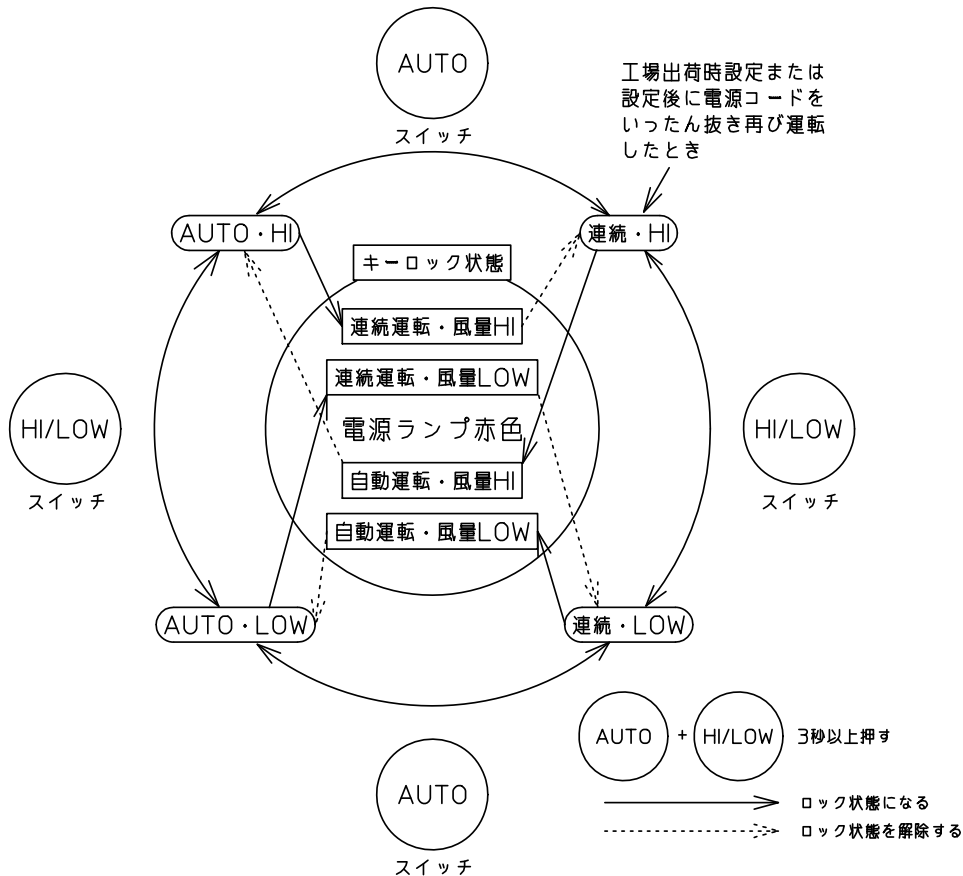 AUTO
スイッチ
工場出荷時設定または
設定後に電源コードを
いったん抜き再び運転
したとき
AUTO・HI
連続・HI
キーロック状態
連続運転・風量HI
連続運転・風量LOW
HI/LOW
スイッチ
電源ランプ赤色
HI/LOW
スイッチ
自動運転・風量HI
自動運転・風量LOW
AUTO・LOW
連続・LOW
AUTO + HI/LOW 3秒以上押す
AUTO
スイッチ
ロック状態になる
ロック状態を解除する